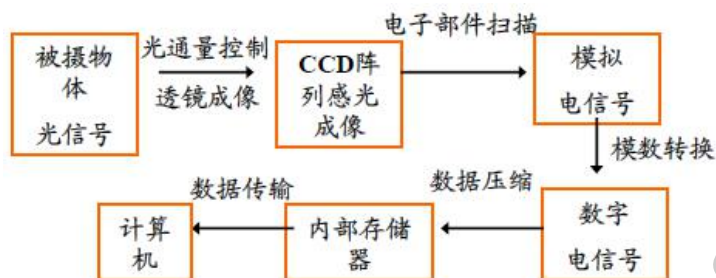 被摄物
体
光信号
光通量控制
透镜成像
CCD阵
列感光
成像
电子部件扫描
模拟
电信号
模数转换
数字
电信号
数据压缩
内部存储
器
数据传输
计算
机